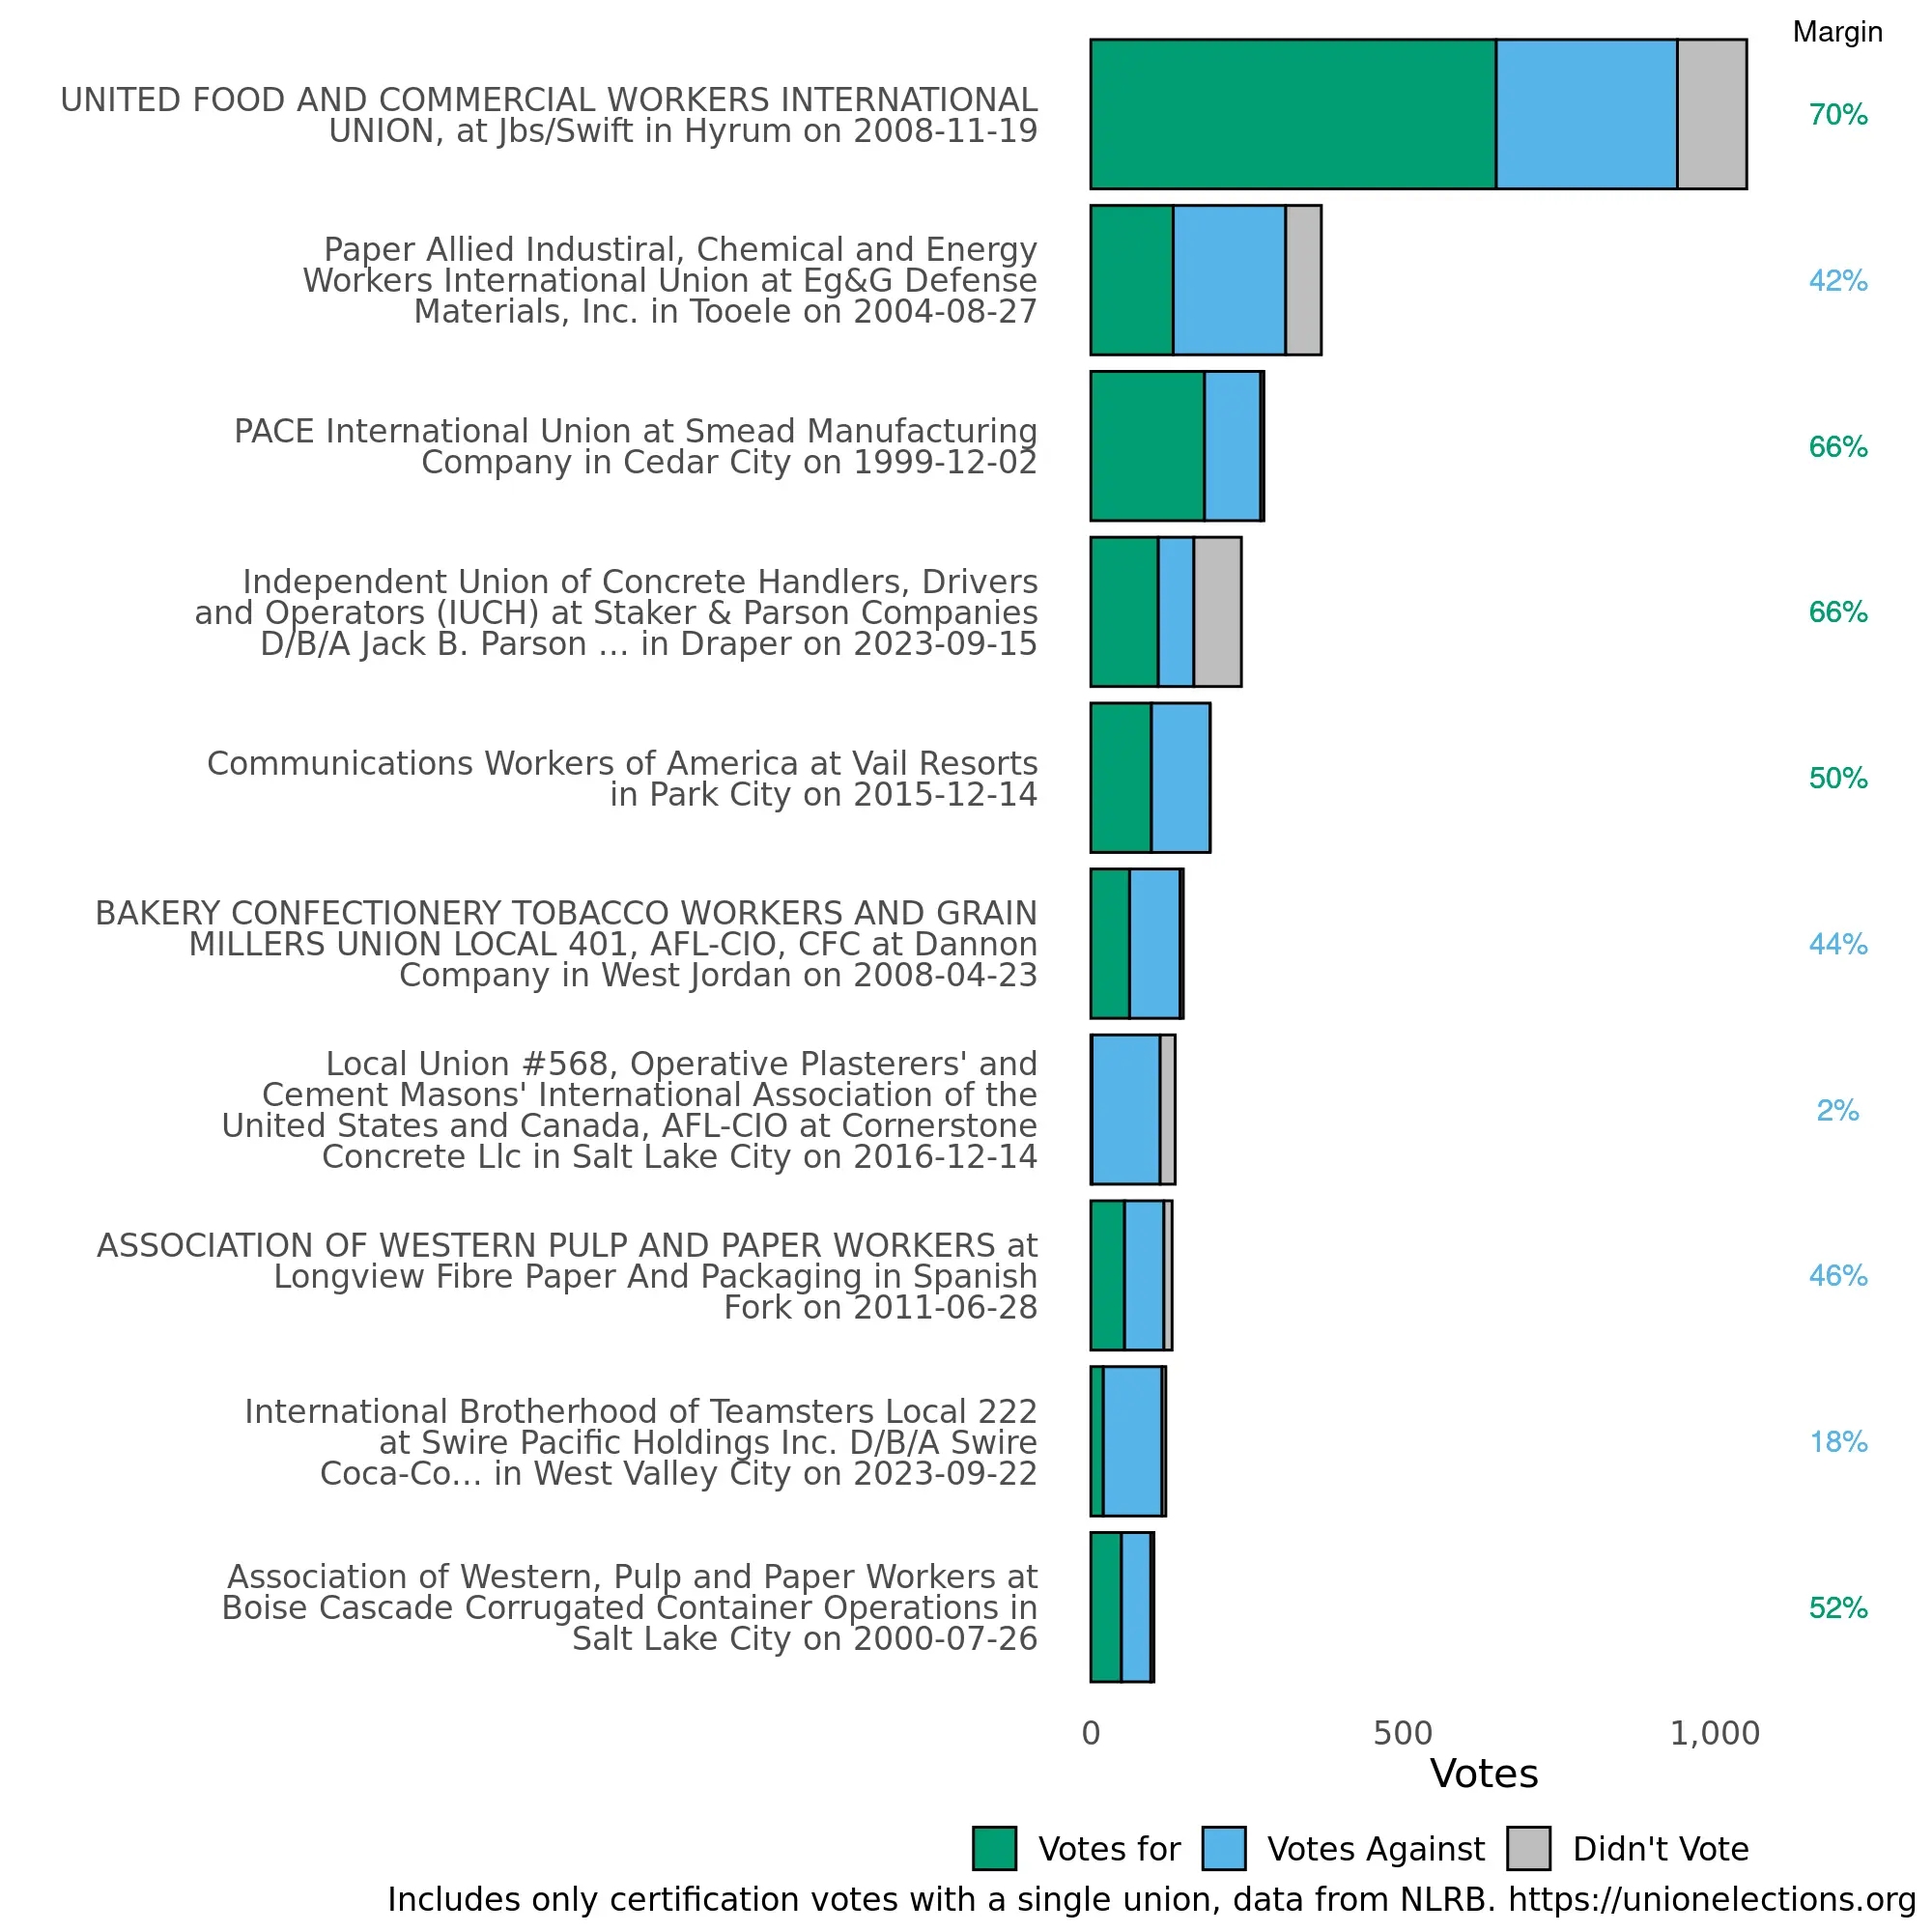 Margin
UNITED FOOD AND COMMERCIAL WORKERS INTERNATIONAL
UNION, at Jbs/Swift in Hyrum on 2008-11-19
70%
Paper Allied Industiral, Chemical and Energy
Workers International Union at Eg&G Defense
Materials, Inc. in Tooele on 2004-08-27
42%
PACE International Union at Smead Manufacturing
Company in Cedar City on 1999-12-02
66%
Independent Union of Concrete Handlers, Drivers
and Operators (IUCH) at Staker & Parson Companies
D/B/A Jack B. Parson ... in Draper on 2023-09-15
66%
Communications Workers of America at Vail Resorts
in Park City on 2015-12-14
50%
BAKERY CONFECTIONERY TOBACCO WORKERS AND GRAIN
MILLERS UNION LOCAL 401, AFL-CIO, CFC at Dannon
Company in West Jordan on 2008-04-23
44%
Local Union #568, Operative Plasterers' and
Cement Masons' International Association of the
United States and Canada, AFL-CIO at Cornerstone
Concrete Llc in Salt Lake City on 2016-12-14
2%
ASSOCIATION OF WESTERN PULP AND PAPER WORKERS at
Longview Fibre Paper And Packaging in Spanish
Fork on 2011-06-28
46%
International Brotherhood of Teamsters Local 222
at Swire Pacific Holdings Inc. D/B/A Swire
Coca-Co... in West Valley City on 2023-09-22
18%
Association of Western, Pulp and Paper Workers at
Boise Cascade Corrugated Container Operations in
Salt Lake City on 2000-07-26
52%
0 500 1,000
Votes
Votes for Votes Against Didn't Vote
Includes only certification votes with a single union, data from NLRB. https://unionelections.org